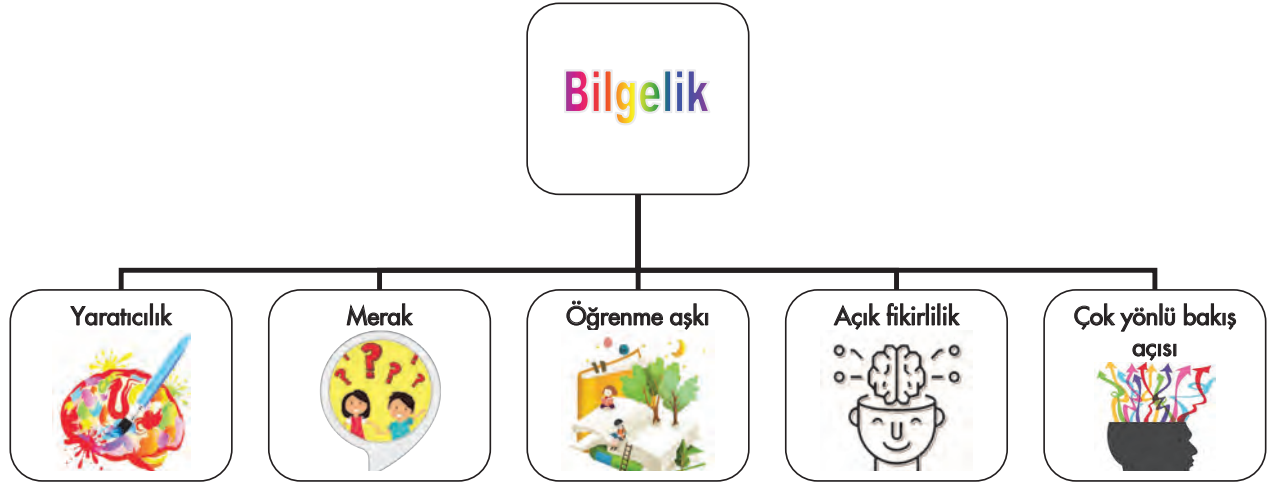 Bilgelik
Yaratıcılık
Merak
Öğrenme aşkı
Açık fikirlilik
Çok yönlü bakış
açısı